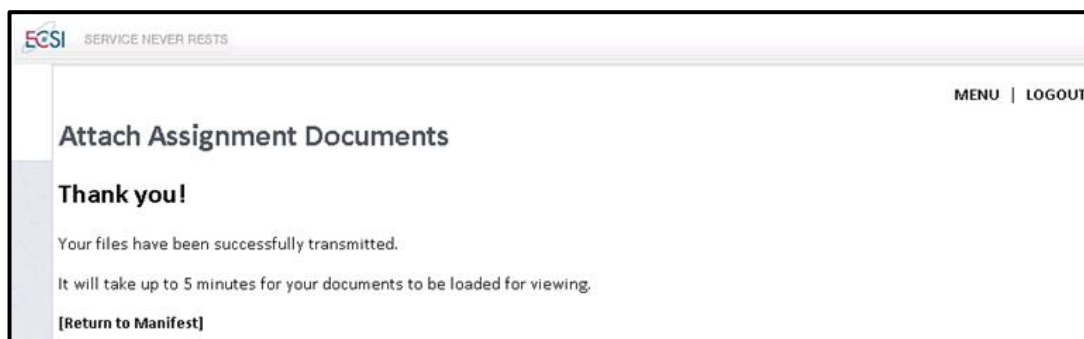 ECSI SERVICE NEVER RESTS
MENU | LOGOUT
Attach Assignment Documents
Thank you!
Your files have been successfully transmitted.
It will take up to 5 minutes for your documents to be loaded for viewing.
[Return to Manifest]